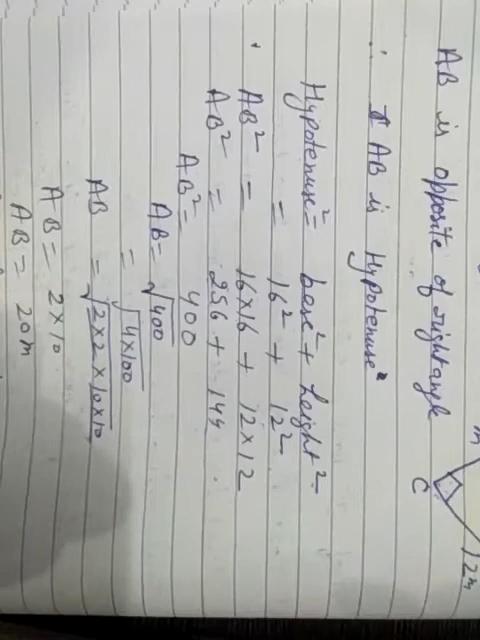 AB is opposite of right angle
∴ AB is Hypotenuse
Hypotenuse² = base² + height²
= 16² + 12²
AB² = 16×16 + 12×12
AB² = 256 + 144
AB² = 400
AB = √400
= √4×100
AB = √2×2×10×10
AB = 2×10
AB = 20m
C
12m